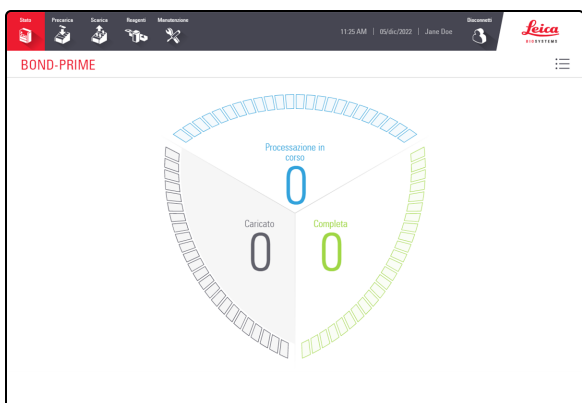 Stato Precarica Scarica Reagenti Manutenzione
11:25 AM | 05/dic/2022 | Jane Doe
Disconnetti
Leica
BIOSYSTEMS
BOND-PRIME
Processazione in
corso
0
Caricato
0
Completa
0